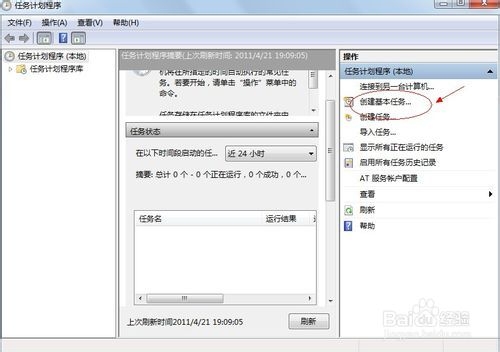 任务计划程序
文件(F) 操作(A) 查看(V) 帮助(H)
任务计划程序 (本地)
任务计划程序库
任务计划程序摘要(上次刷新时间: 2011/4/21 19:09:05)
机将在所指定的时间自动执行的常见任
务。若要开始，请单击“操作”菜单中
的命令。
任务存储在任务计划程序库的文件夹中
任务状态
在以下时间段启动的任...
近 24 小时
摘要: 总计 0 个 - 0 个正在运行，0 个成功，0 个...
任务名 运行结果
上次刷新时间2011/4/21 19:09:05
刷新
操作
任务计划程序 (本地)
连接到另一台计算机...
创建基本任务...
创建任务...
导入任务...
显示所有正在运行的任务
启用所有任务历史记录
AT 服务帐户配置
查看
刷新
帮助
Baidu经验
jingyan.baidu.com